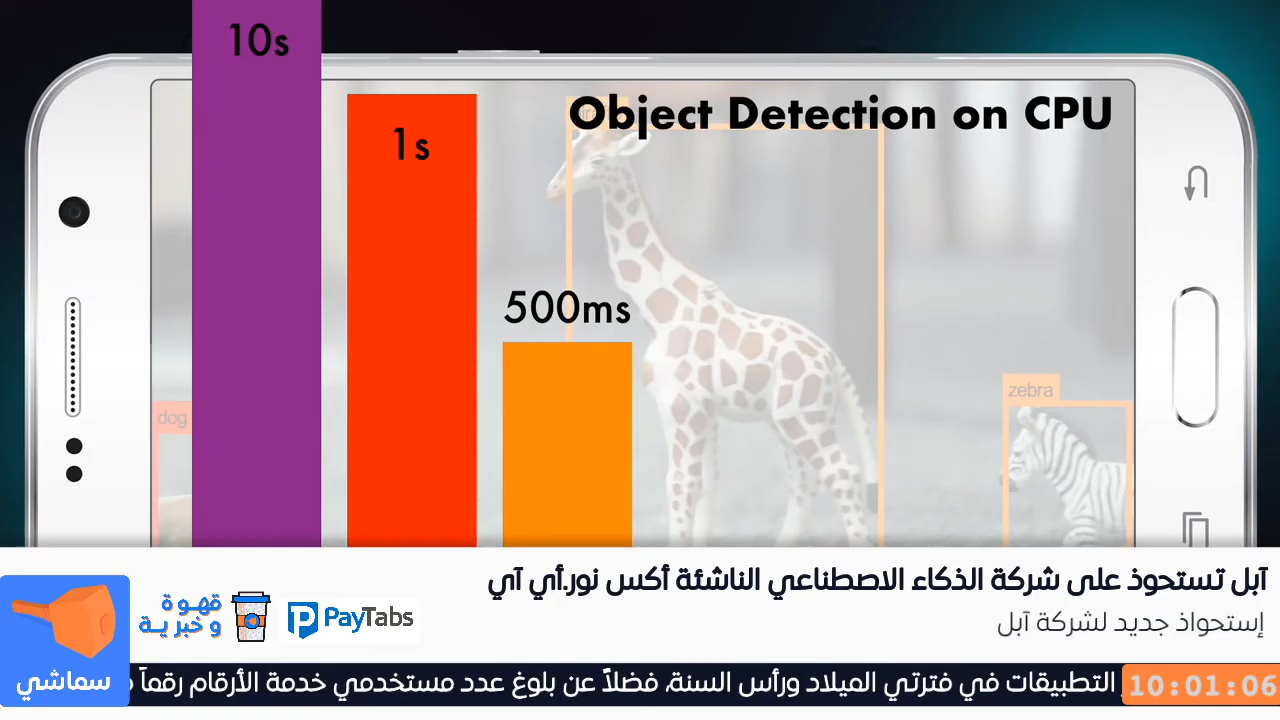 10s
Object Detection on CPU
1s
500ms
zebra
dog
آبل تستحوذ على شركة الذكاء الاصطناعي الناشئة أكس نور.أي آي
إستحواذ جديد لشركة آبل
قهوة
وخبرية
PayTabs
سماشي
التطبيقات في فترتي الميلاد ورأس السنة، فضلاً عن بلوغ عدد مستخدمي خدمة الأرقام رقماً
10:01:06